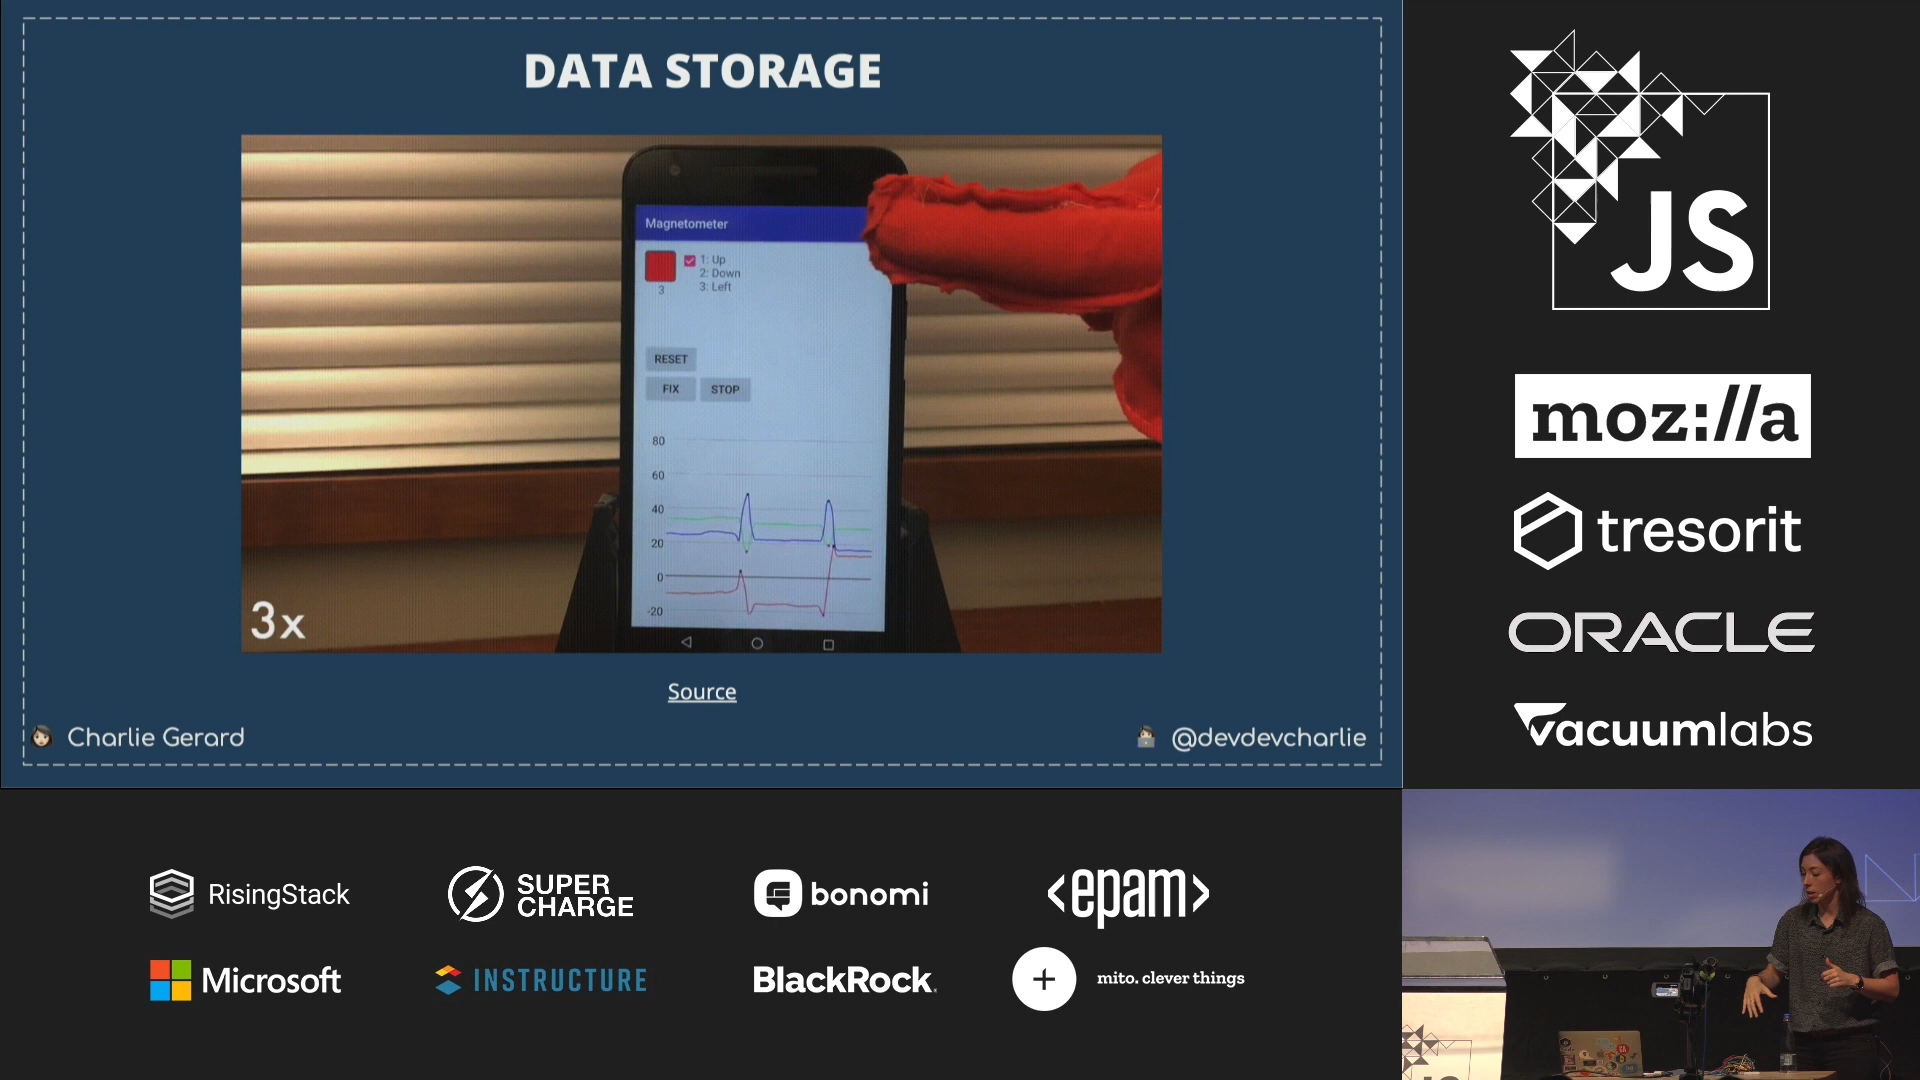 DATA STORAGE
Magnetometer
1: Up
2: Down
3: Left
3
RESET
FIX
STOP
80
60
40
20
0
-20
3x
Source
Charlie Gerard
@devdevcharlie
JS
moz://a
tresorit
ORACLE
vacuumlabs
RisingStack
SUPER
CHARGE
bonomi
<epam>
Microsoft
INSTRUCTURE
BlackRock.
+
mito. clever things